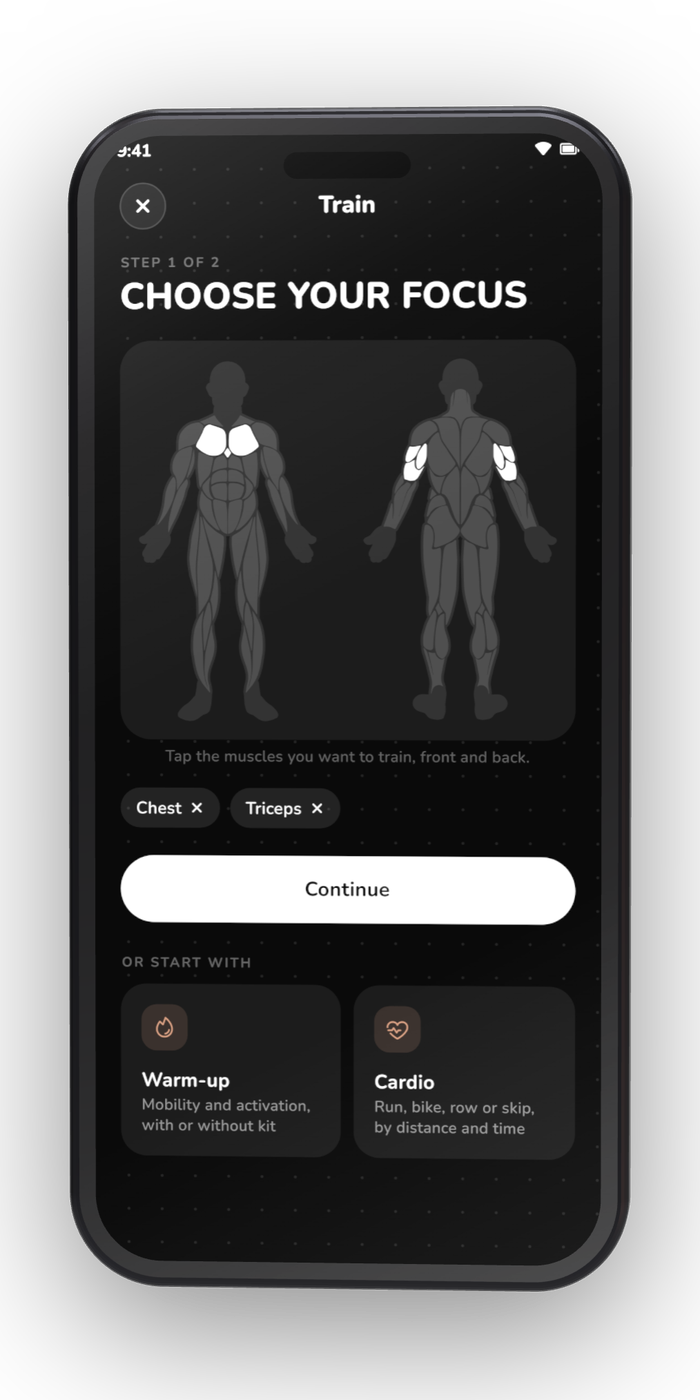 9:41
Train
STEP 1 OF 2
CHOOSE YOUR FOCUS
Tap the muscles you want to train, front and back.
Chest ✕ Triceps ✕
Continue
OR START WITH
Warm-up
Mobility and activation,
with or without kit
Cardio
Run, bike, row or skip,
by distance and time